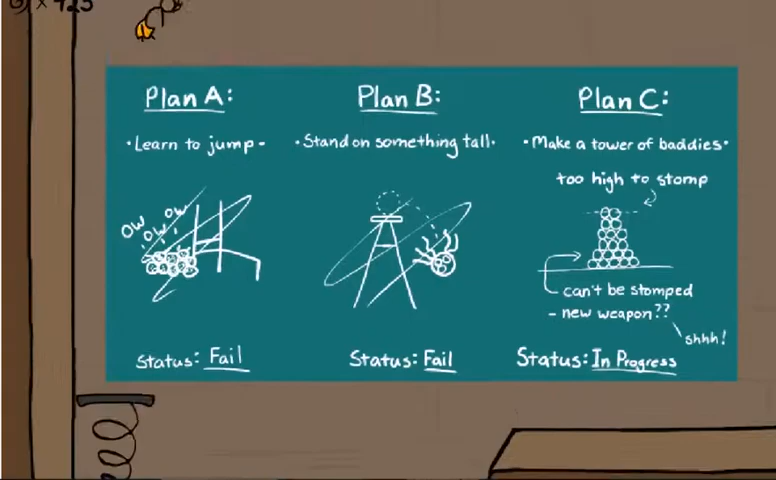 x 425
Plan A:
•Learn to jump-
ow
ow
ow
Status: Fail
Plan B:
•Stand on something tall.
Status: Fail
Plan C:
•Make a tower of baddies•
too high to stomp
can't be stomped
- new weapon??
shhh!
Status: In Progress